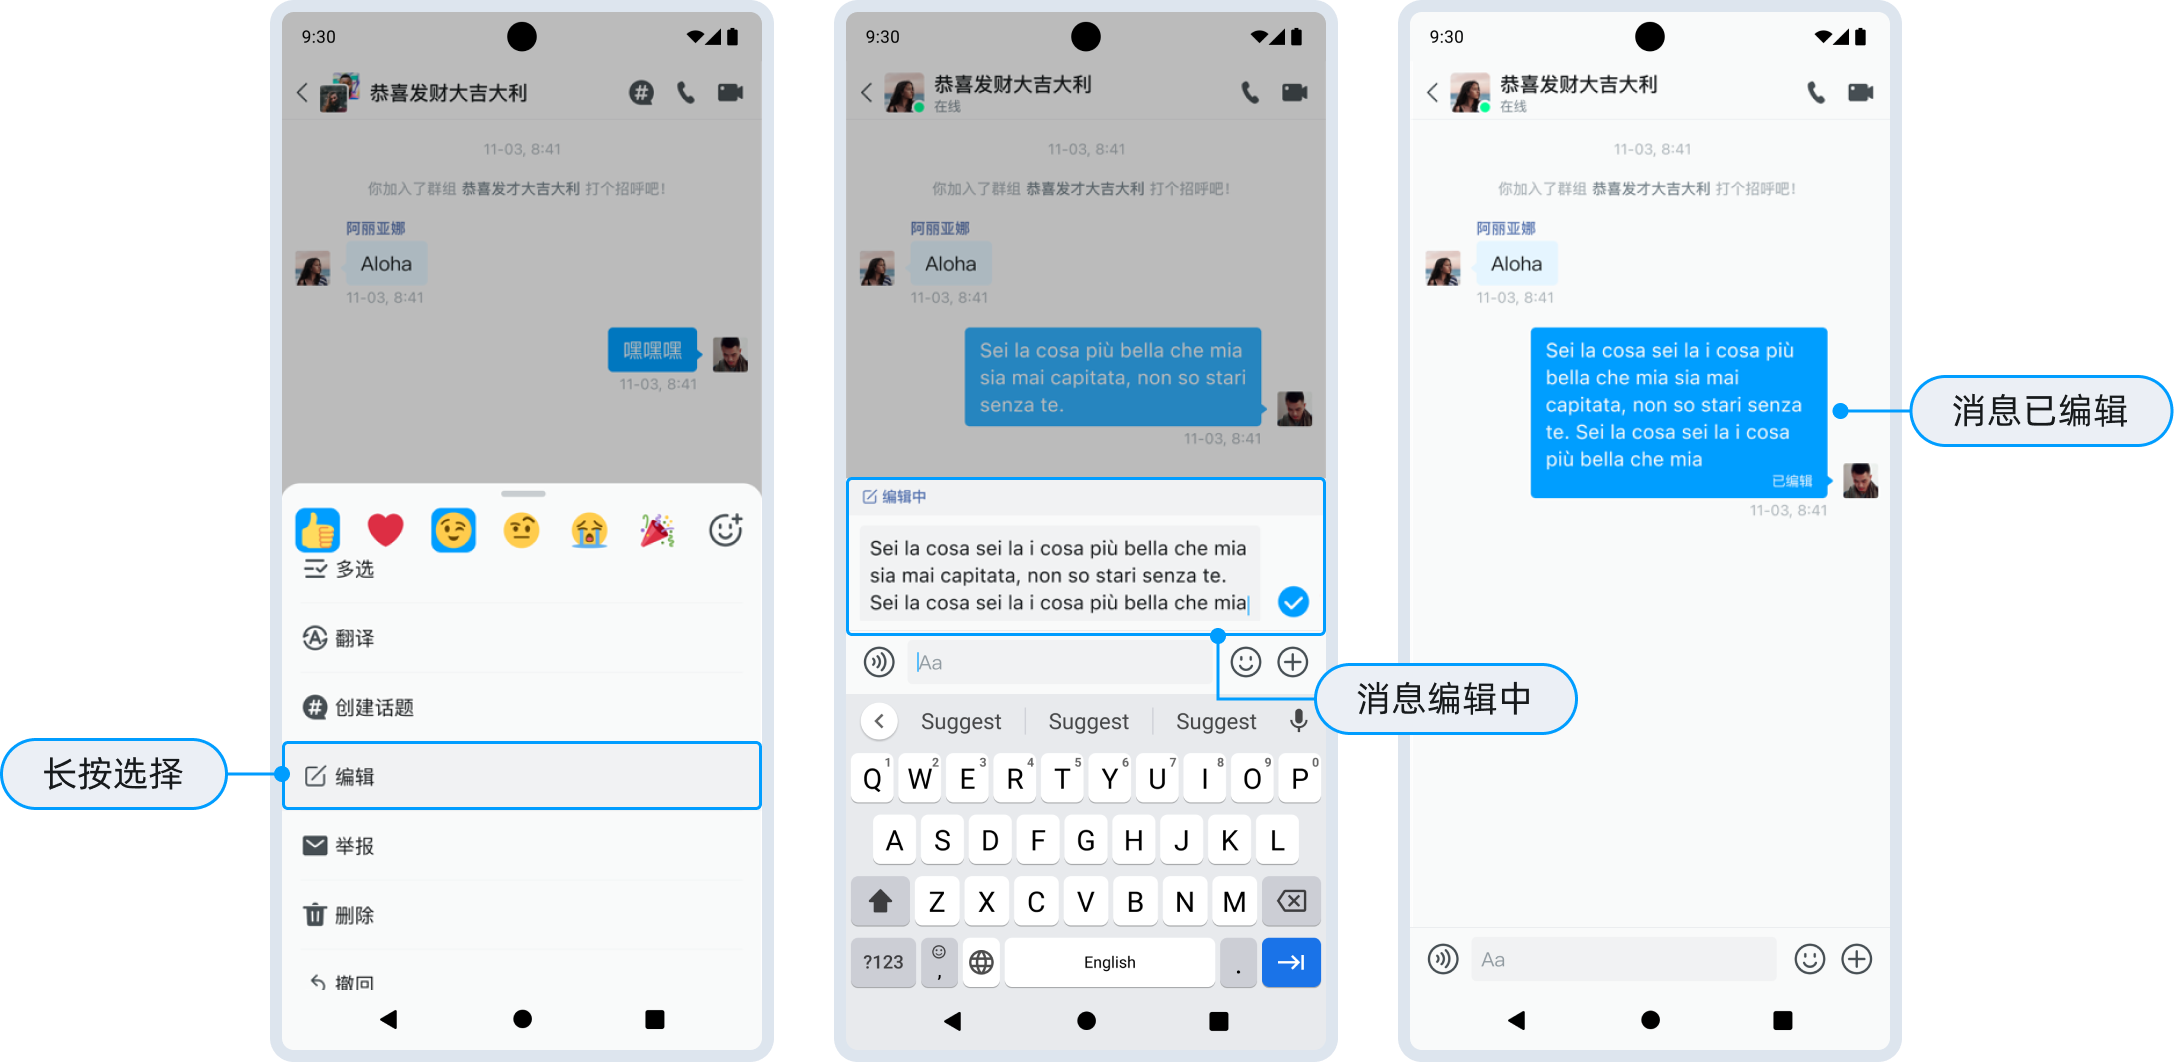 9:30
恭喜发财大吉大利
11-03, 8:41
你加入了群组 恭喜发才大吉大利 打个招呼吧!
阿丽亚娜
Aloha
11-03, 8:41
嘿嘿嘿
11-03, 8:41
多选
翻译
创建话题
编辑
举报
删除
撤回
长按选择
9:30
恭喜发财大吉大利
在线
11-03, 8:41
你加入了群组 恭喜发才大吉大利 打个招呼吧!
阿丽亚娜
Aloha
11-03, 8:41
Sei la cosa più bella che mia
sia mai capitata, non so stari
senza te.
11-03, 8:41
编辑中
Sei la cosa sei la i cosa più bella che mia
sia mai capitata, non so stari senza te.
Sei la cosa sei la i cosa più bella che mia
Aa
Suggest Suggest Suggest
Q1 W2 E3 R4 T5 Y6 U7 I8 O9 P0
A S D F G H J K L
Z X C V B N M
?123 , English .
消息编辑中
9:30
恭喜发财大吉大利
在线
11-03, 8:41
你加入了群组 恭喜发才大吉大利 打个招呼吧!
阿丽亚娜
Aloha
11-03, 8:41
Sei la cosa sei la i cosa più
bella che mia sia mai
capitata, non so stari senza
te. Sei la cosa sei la i cosa
più bella che mia
已编辑
11-03, 8:41
Aa
消息已编辑